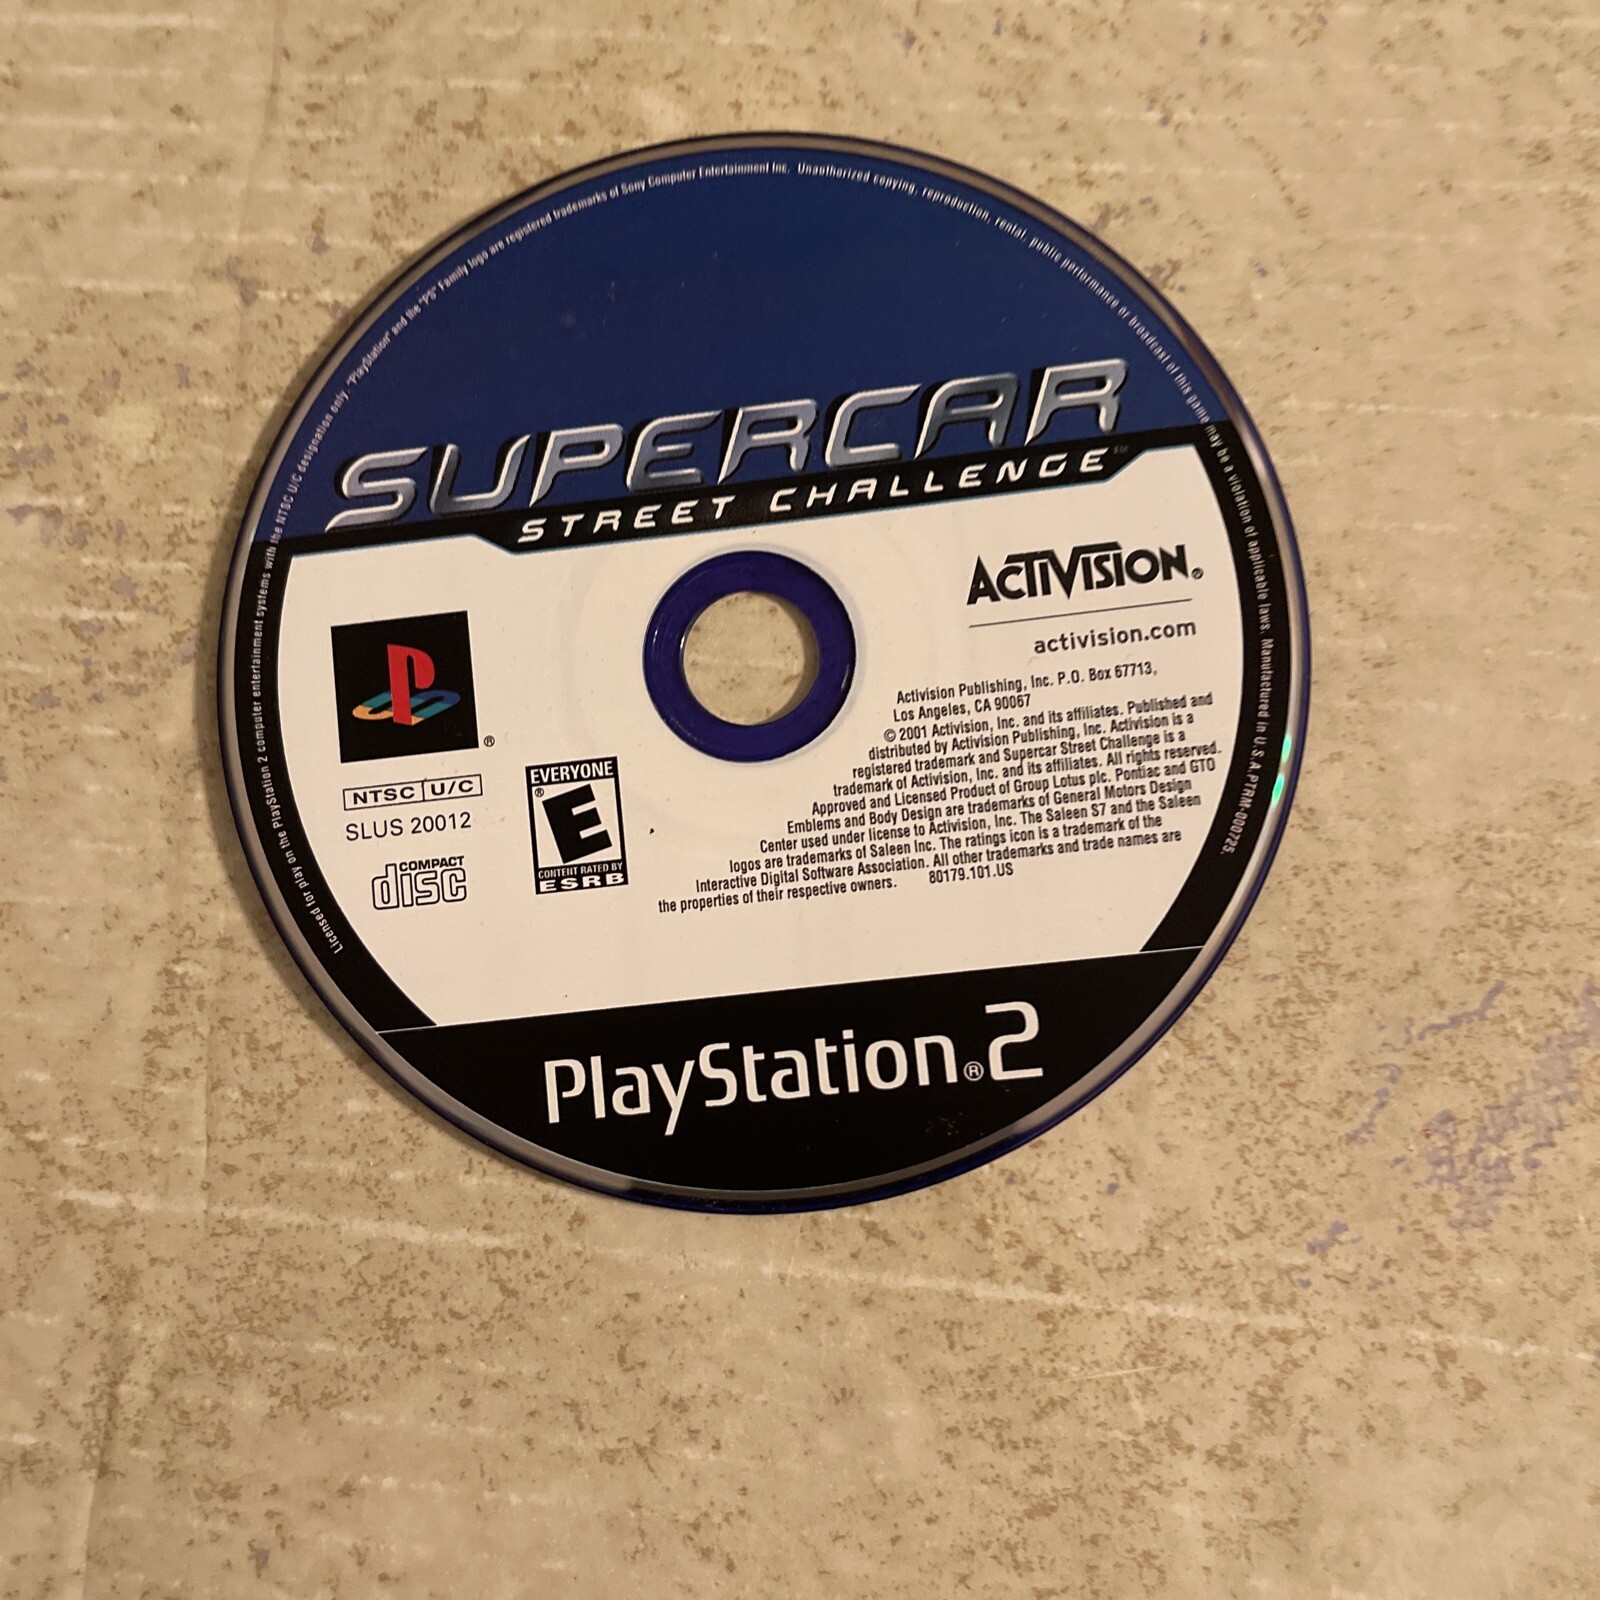 Licensed for play on the PlayStation 2 computer entertainment systems with the NTSC U/C designation only. "PlayStation" and the "PS" Family logo are registered trademarks of Sony Computer Entertainment Inc. Unauthorized copying, reproduction, rental, public performance or broadcast of this game may be a violation of applicable laws. Manufactured in U.S.A. PTRM-000725.
SUPERCAR
STREET CHALLENGE™
ACTIVISION®
activision.com
Activision Publishing, Inc. P.O. Box 67713,
Los Angeles, CA 90067
© 2001 Activision, Inc. and its affiliates. Published and
distributed by Activision Publishing, Inc. Activision is a
registered trademark and Supercar Street Challenge is a
trademark of Activision, Inc. and its affiliates. All rights reserved.
Approved and Licensed Product of Group Lotus plc. Pontiac and GTO
Emblems and Body Design are trademarks of General Motors Design
Center used under license to Activision, Inc. The Saleen S7 and the Saleen
logos are trademarks of Saleen Inc. The ratings icon is a trademark of the
Interactive Digital Software Association. All other trademarks and trade names are
the properties of their respective owners. 80179.101.US
®
NTSC U/C
SLUS 20012
COMPACT
disc
EVERYONE
®
E
CONTENT RATED BY
ESRB
PlayStation®2